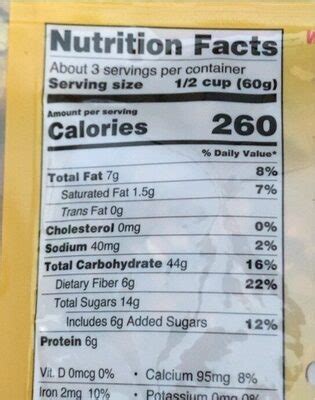 Nutrition Facts
About 3 servings per container
Serving size 1/2 cup (60g)
Amount per serving
Calories 260
% Daily Value*
Total Fat 7g 8%
Saturated Fat 1.5g 7%
Trans Fat 0g
Cholesterol 0mg 0%
Sodium 40mg 2%
Total Carbohydrate 44g 16%
Dietary Fiber 6g 22%
Total Sugars 14g
Includes 6g Added Sugars 12%
Protein 6g
Vit. D 0mcg 0% • Calcium 95mg 8%
Iron 2mg 10% • Potassium 0mg 0%